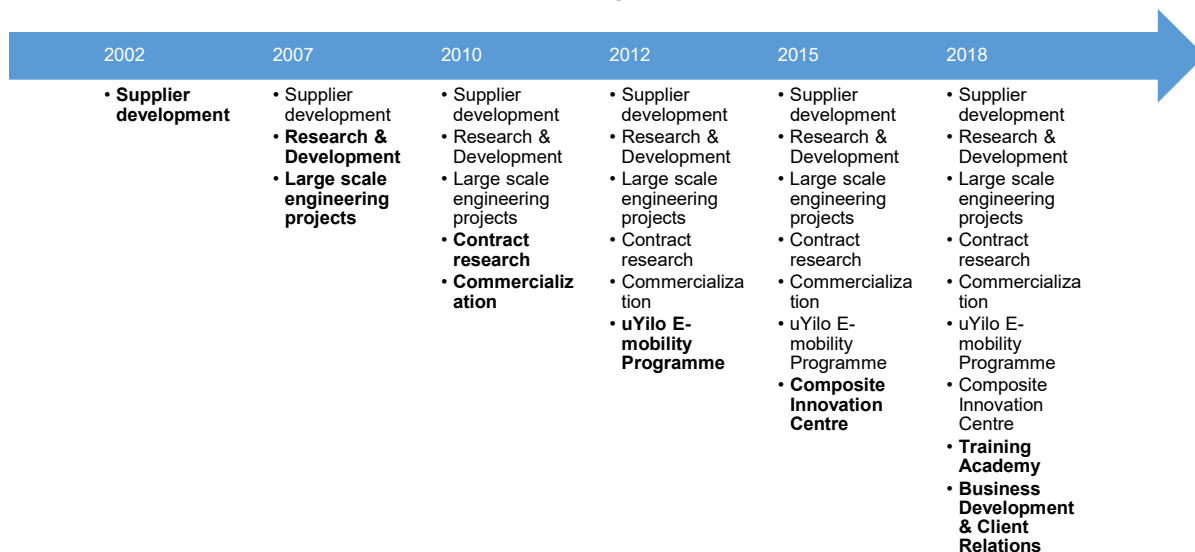 2002
2007
2010
2012
2015
2018
• Supplier
development
• Supplier
development
• Research &
Development
• Large scale
engineering
projects
• Supplier
development
• Research &
Development
• Large scale
engineering
projects
• Contract
research
• Commercializ
ation
• Supplier
development
• Research &
Development
• Large scale
engineering
projects
• Contract
research
• Commercializa
tion
• uYilo E-
mobility
Programme
• Supplier
development
• Research &
Development
• Large scale
engineering
projects
• Contract
research
• Commercializa
tion
• uYilo E-
mobility
Programme
• Composite
Innovation
Centre
• Supplier
development
• Research &
Development
• Large scale
engineering
projects
• Contract
research
• Commercializa
tion
• uYilo E-
mobility
Programme
• Composite
Innovation
Centre
• Training
Academy
• Business
Development
& Client
Relations